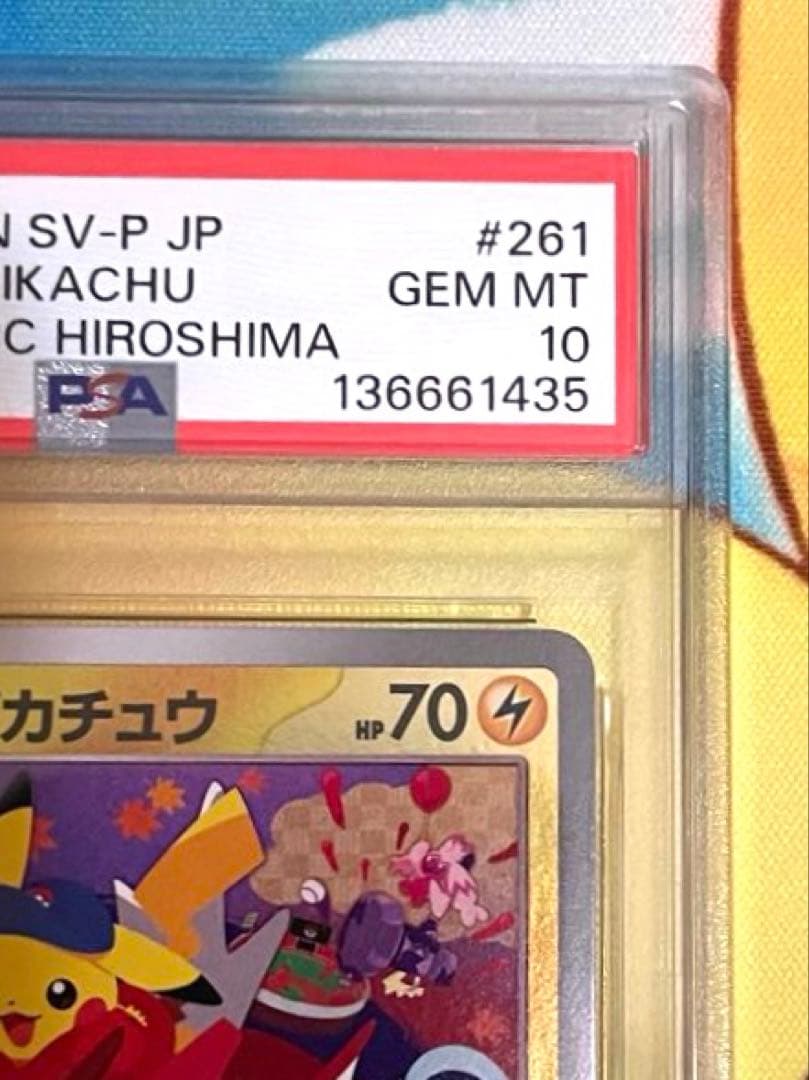 N SV-P JP #261
IKACHU GEM MT
C HIROSHIMA 10
PSA 136661435
カチュウ HP70